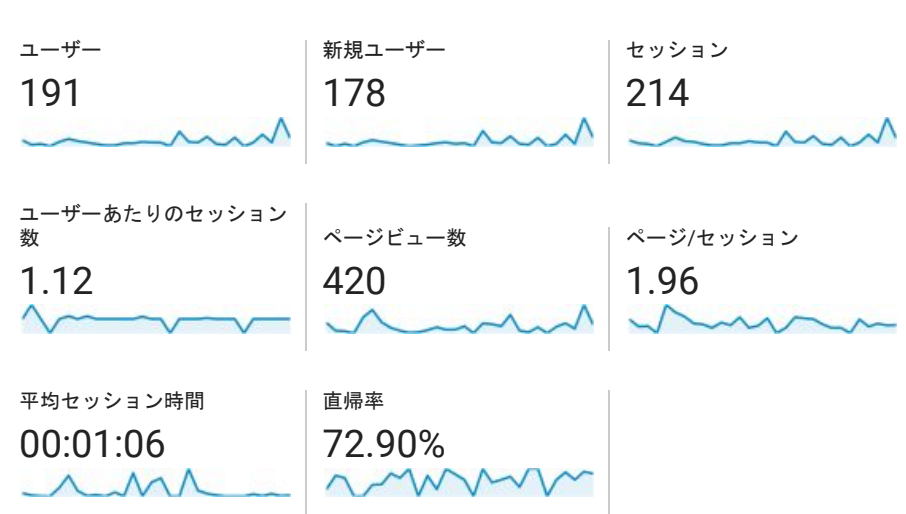 ユーザー
191
新規ユーザー
178
セッション
214
ユーザーあたりのセッション
数
1.12
ページビュー数
420
ページ/セッション
1.96
平均セッション時間
00:01:06
直帰率
72.90%